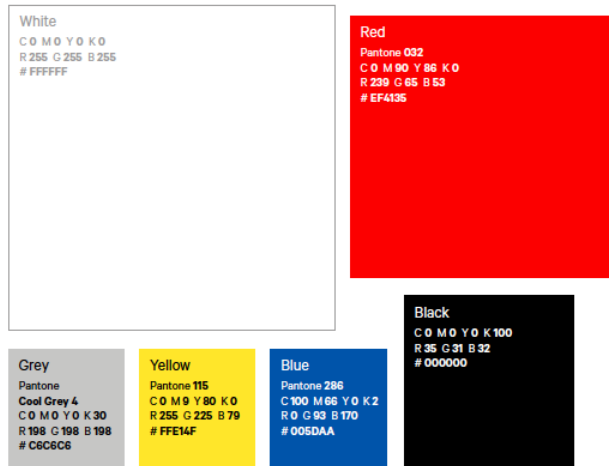 White
C 0 M 0 Y 0 K 0
R 255 G 255 B 255
# FFFFFF
Red
Pantone 032
C 0 M 90 Y 86 K 0
R 239 G 65 B 53
# EF4135
Black
C 0 M 0 Y 0 K 100
R 35 G 31 B 32
# 000000
Grey
Pantone
Cool Grey 4
C 0 M 0 Y 0 K 30
R 198 G 198 B 198
# C6C6C6
Yellow
Pantone 115
C 0 M 9 Y 80 K 0
R 255 G 225 B 79
# FFE14F
Blue
Pantone 286
C 100 M 66 Y 0 K 2
R 0 G 93 B 170
# 005DAA